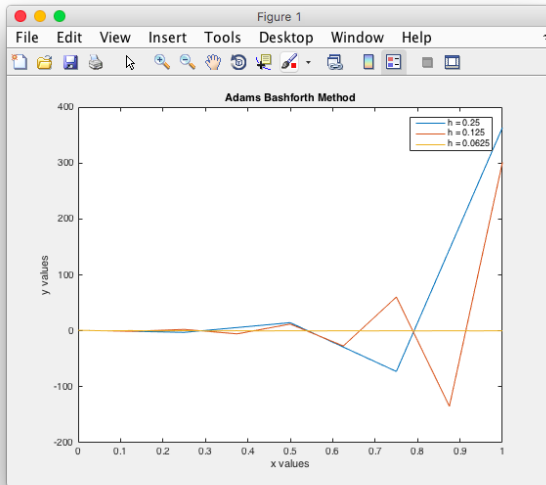 Figure 1
File Edit View Insert Tools Desktop Window Help
Adams Bashforth Method
400
300
200
100
0
-100
-200
y values
h = 0.25
h = 0.125
h = 0.0625
0 0.1 0.2 0.3 0.4 0.5 0.6 0.7 0.8 0.9 1
x values